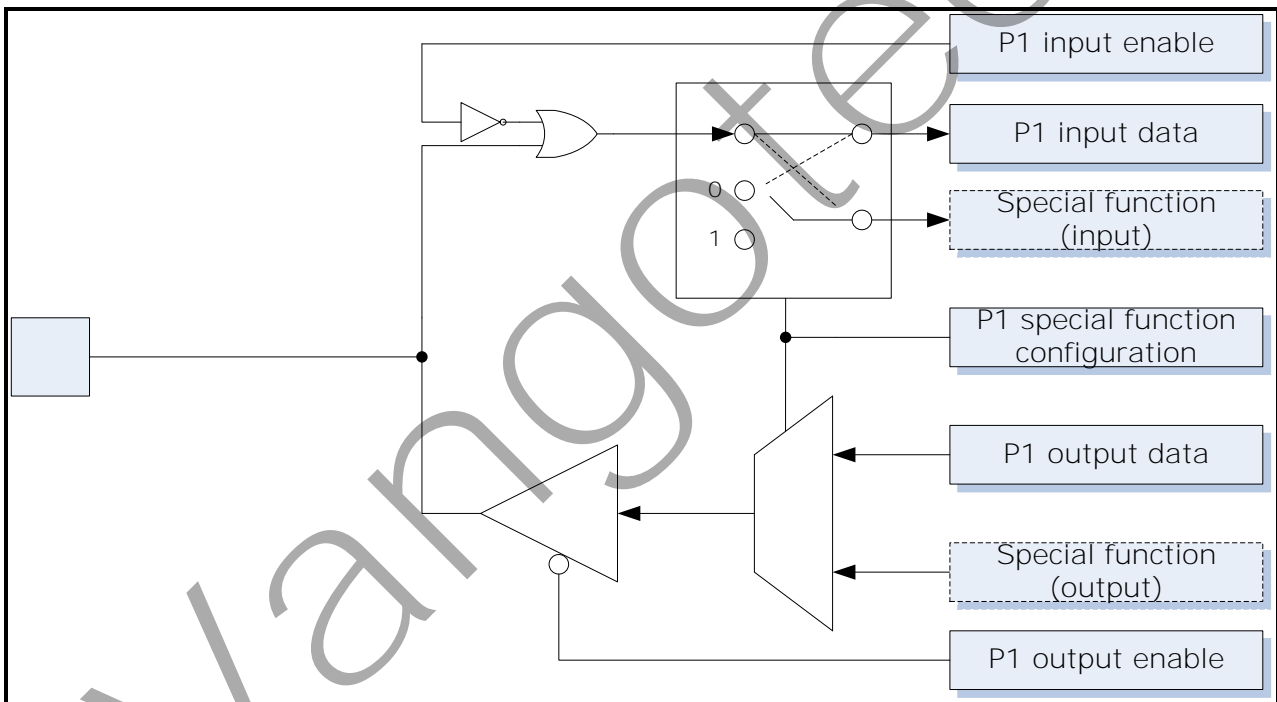 P1 input enable
P1 input data
Special function
(input)
0
1
P1 special function
configuration
P1 output data
Special function
(output)
P1 output enable
Vangotec